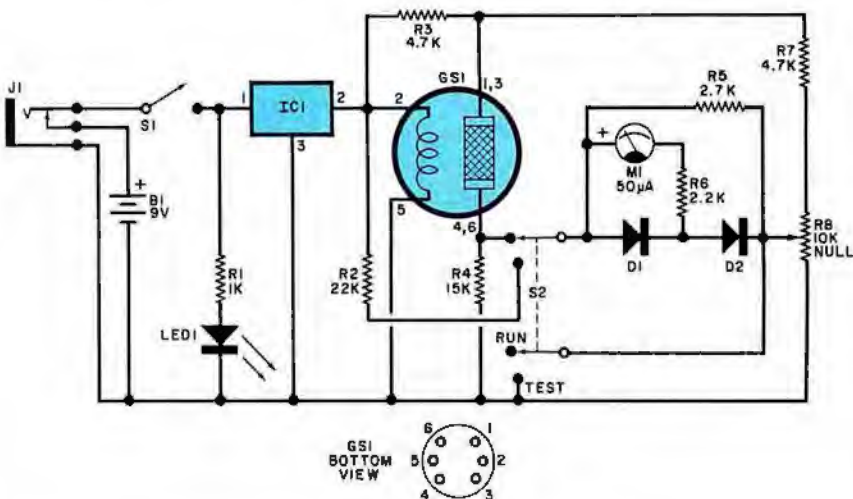 R3
4.7K
R7
4.7K
J1
GS1
1,3
R5
2.7K
V
S1
1
IC1
2
2
3
+
M1
50µA
R6
2.2K
+
B1
9V
5
4,6
R8
10K
NULL
D1
D2
R1
1K
R2
22K
R4
15K
S2
LED1
RUN
TEST
GS1
BOTTOM
VIEW
6
1
5
2
4
3